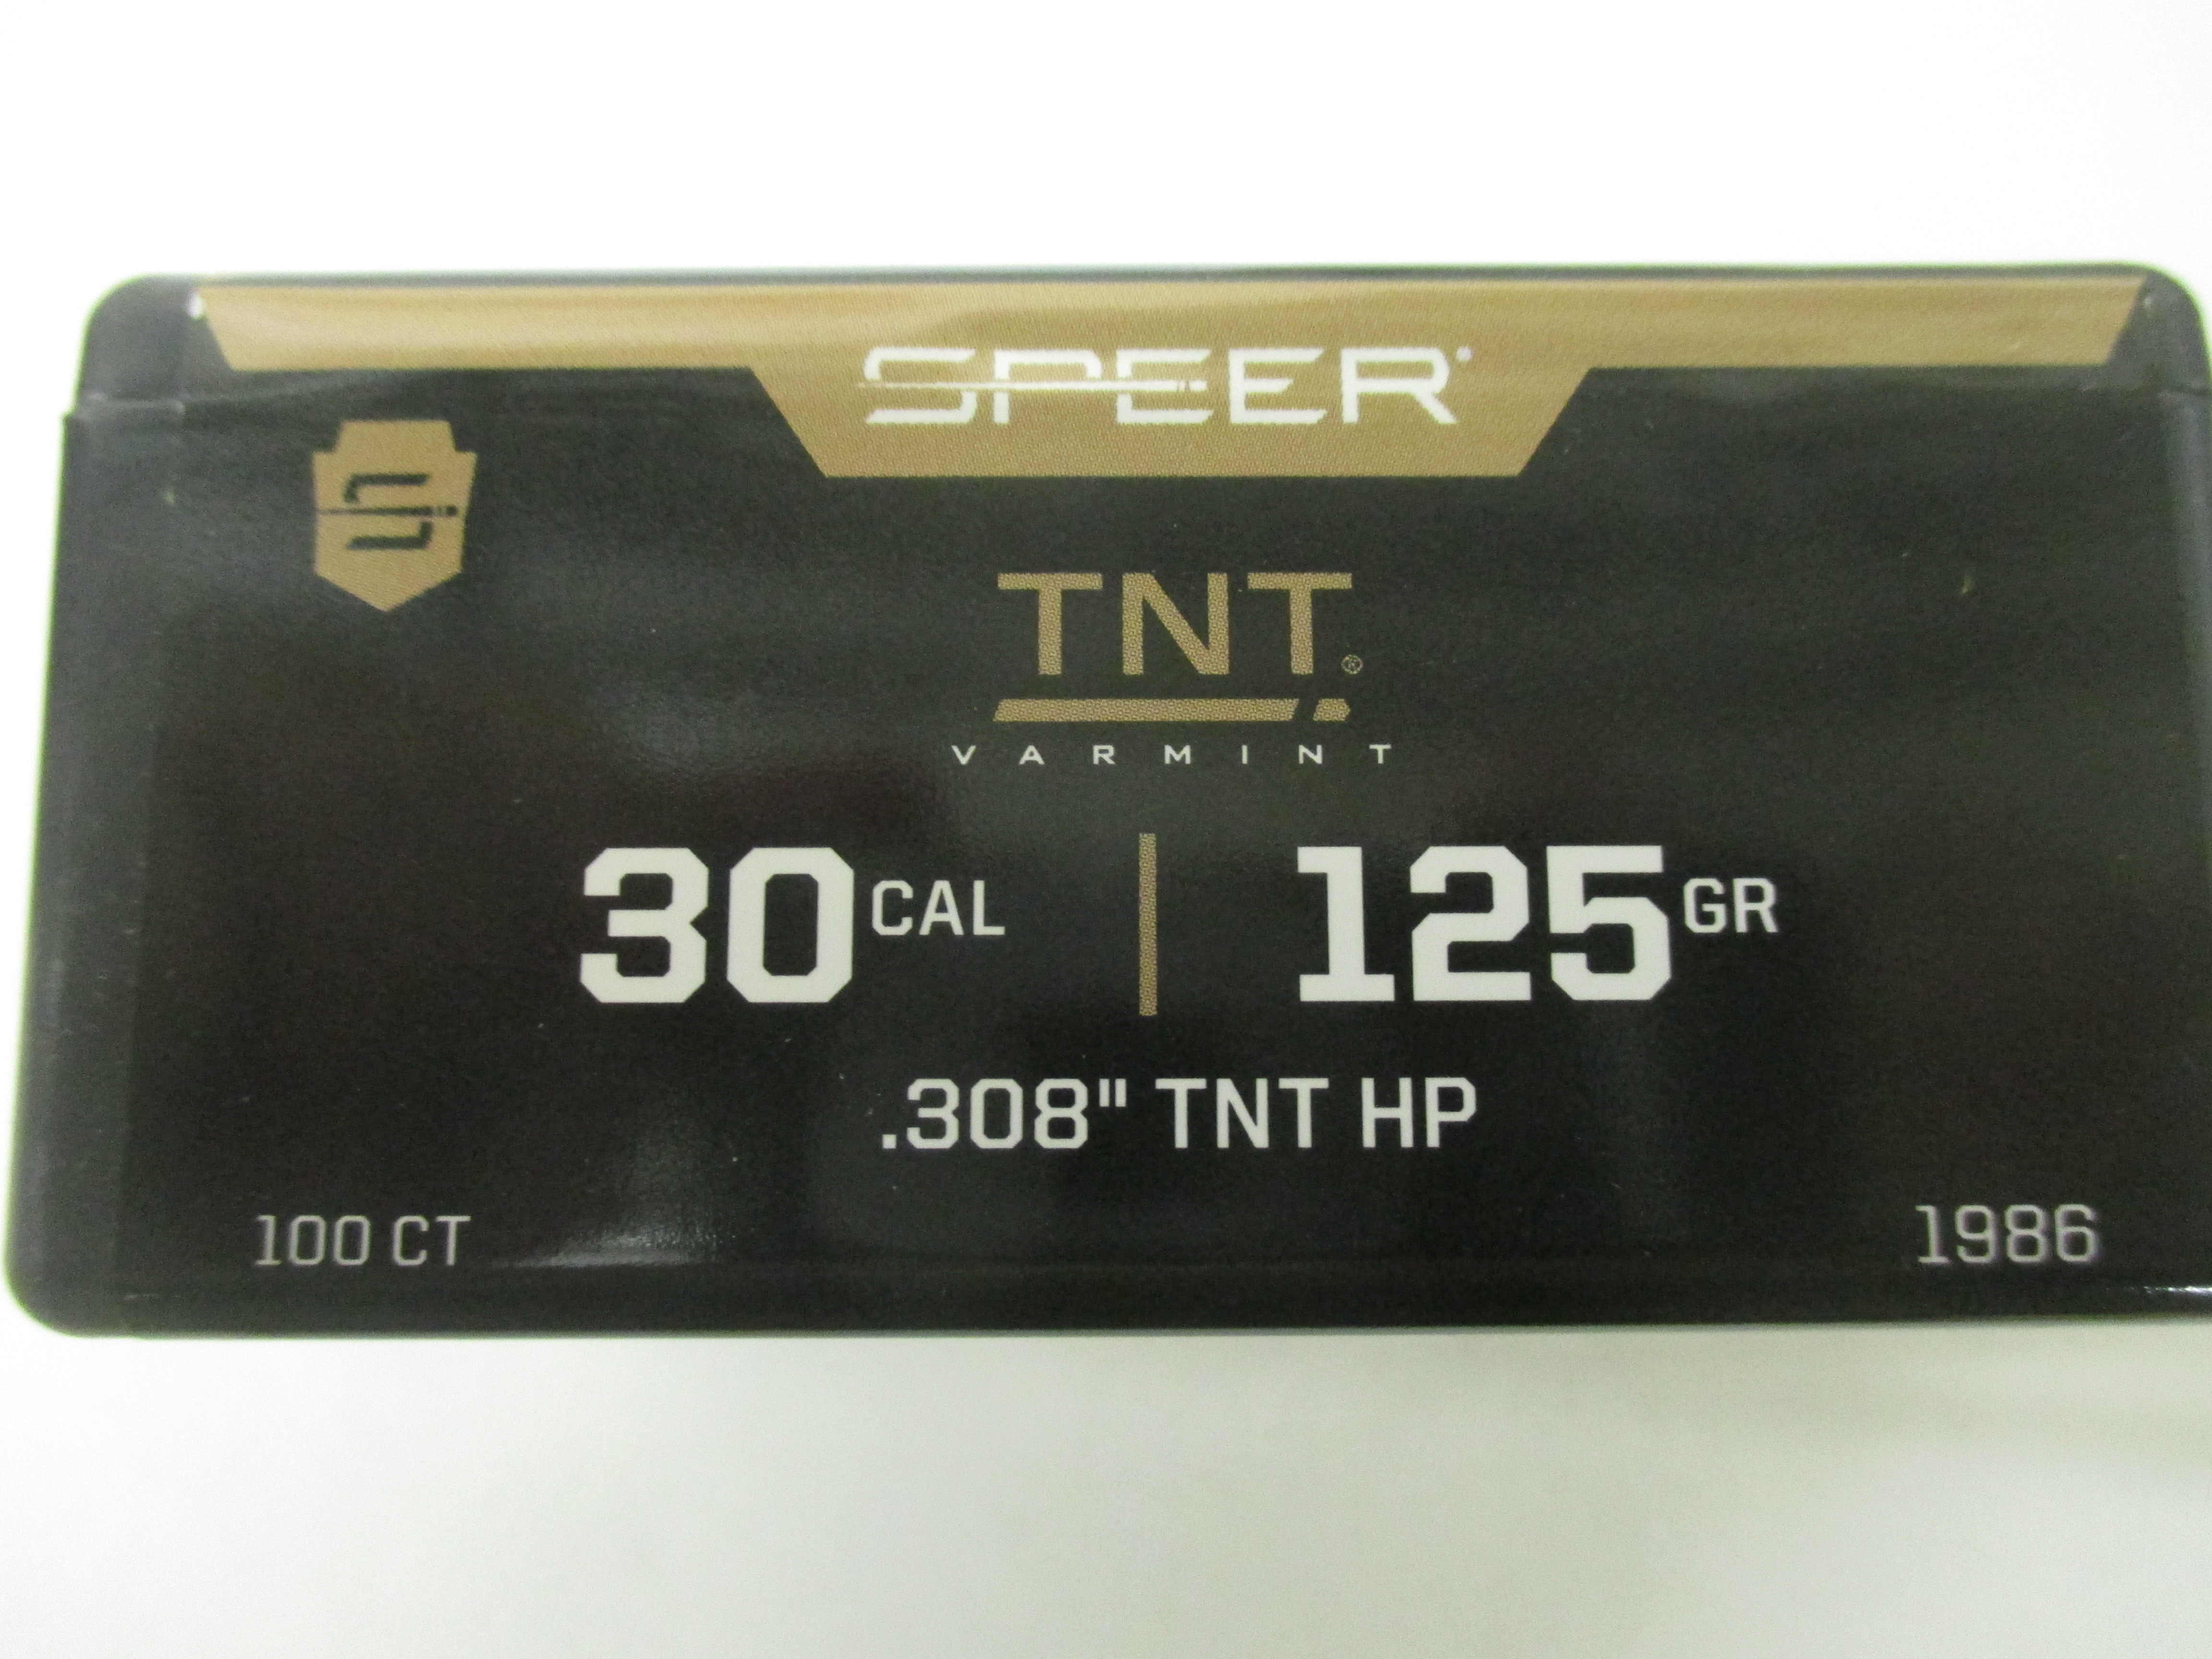 SPEER
TNT®
VARMINT
30 CAL | 125 GR
.308" TNT HP
100 CT
1986